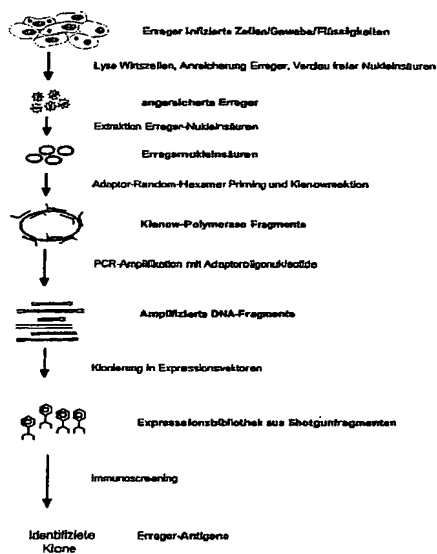 Erreger infizierte Zellen/Gewebe/Flüssigkeiten
Lyse Wirtszellen, Anreicherung Erreger, Verdau freier Nukleinsäuren
angereicherte Erreger
Extraktion Erreger-Nukleinsäuren
Erregernukleinsäuren
Adaptor-Random-Hexamer Priming und Klenowreaktion
Klenow-Polymerase Fragmente
PCR-Amplifikation mit Adaptoroligonukleotide
Amplifizierte DNA-Fragmente
Klonierung in Expressionsvektoren
Expressionsbibliothek aus Shotgunfragmenten
Immunoscreening
Identifiziele
Klone
Erreger-Antigene